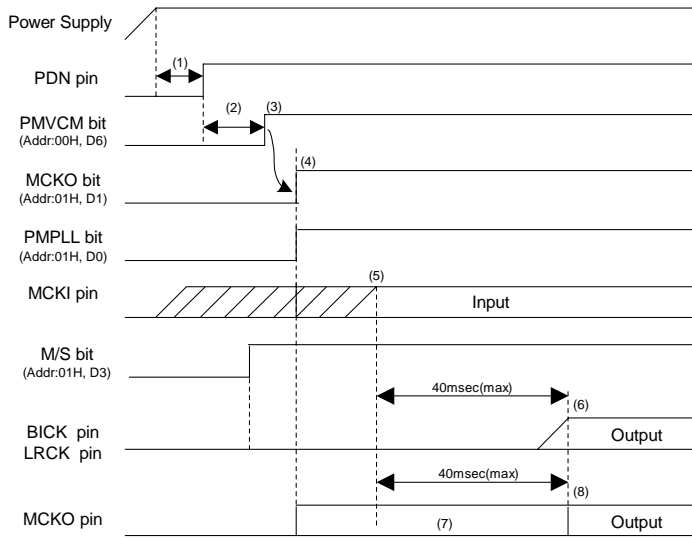 Power Supply
(1)
PDN pin
(2)
(3)
PMVCM bit
(Addr:00H, D6)
(4)
MCKO bit
(Addr:01H, D1)
PMPLL bit
(Addr:01H, D0)
(5)
MCKI pin
Input
M/S bit
(Addr:01H, D3)
40msec(max)
(6)
BICK pin
LRCK pin
Output
40msec(max)
(8)
MCKO pin
(7)
Output